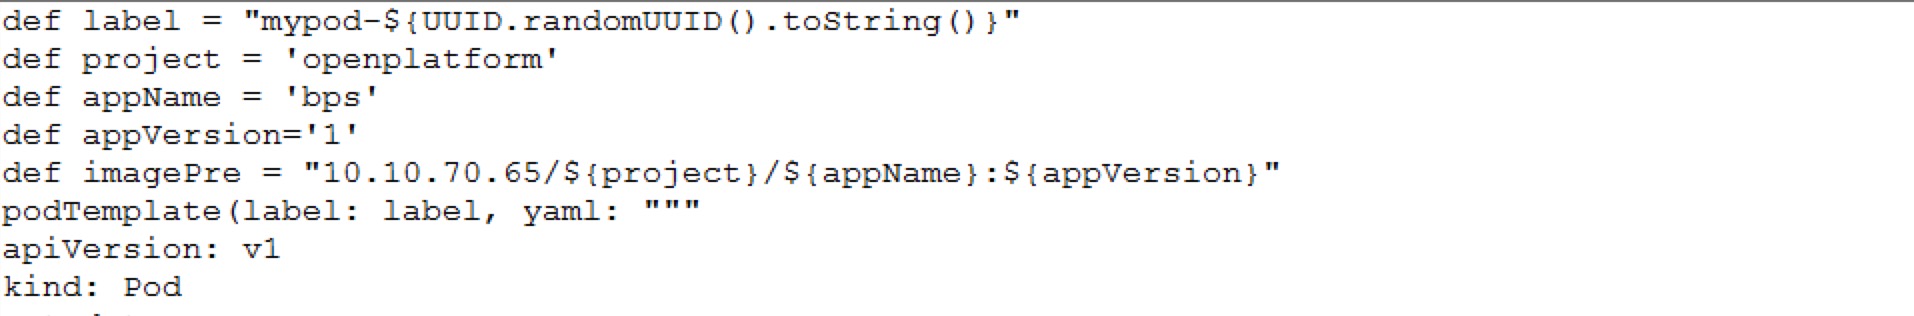 def label = "mypod-${UUID.randomUUID().toString()}"
def project = 'openplatform'
def appName = 'bps'
def appVersion='1'
def imagePre = "10.10.70.65/${project}/${appName}:${appVersion}"
podTemplate(label: label, yaml: """
apiVersion: v1
kind: Pod